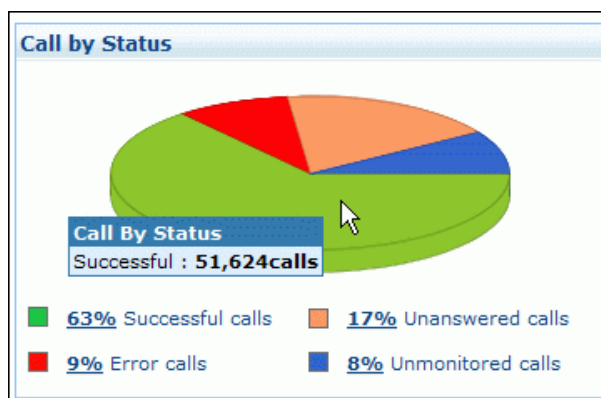 Call by Status
Call By Status
Successful : 51,624calls
63% Successful calls
17% Unanswered calls
9% Error calls
8% Unmonitored calls